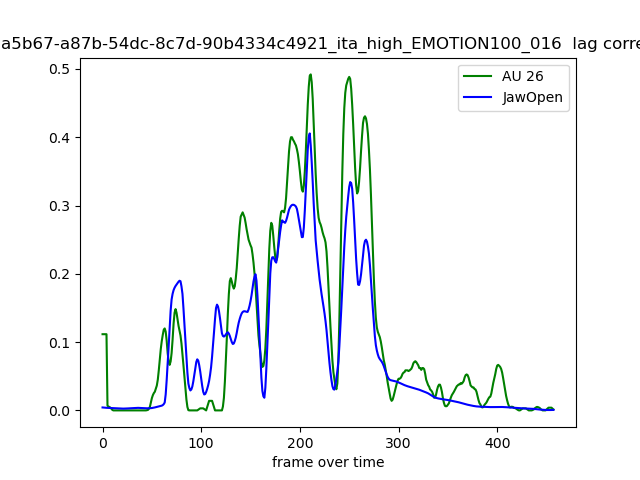 a5b67-a87b-54dc-8c7d-90b4334c4921_ita_high_EMOTION100_016 lag corre
AU 26
JawOpen
0.5
0.4
0.3
0.2
0.1
0.0
0 100 200 300 400
frame over time